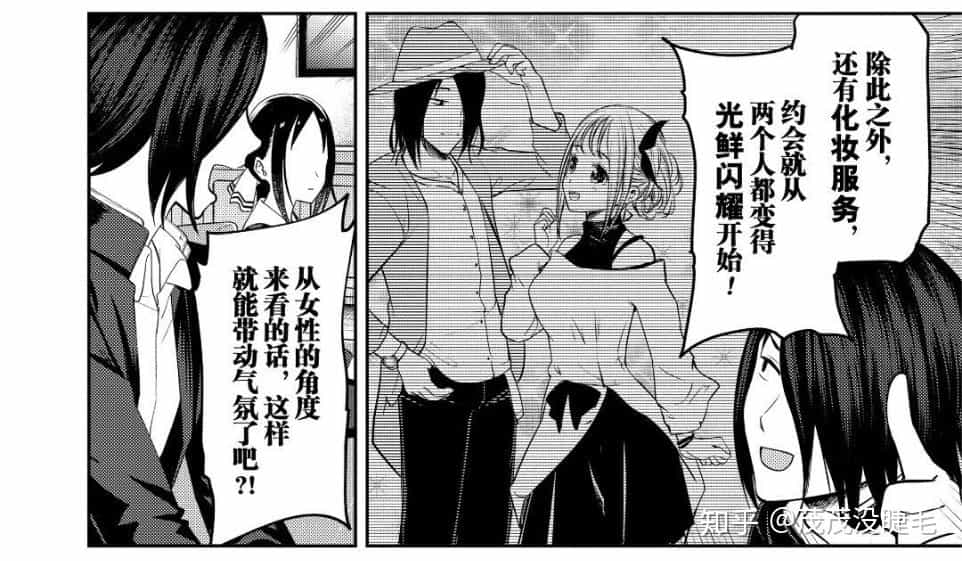 除此之外，
还有化妆服务，
约会就从
两个人都变得
光鲜闪耀开始！
从女性的角度
来看的话，这样
就能带动气氛了吧?!
知乎 @茂茂没睫毛